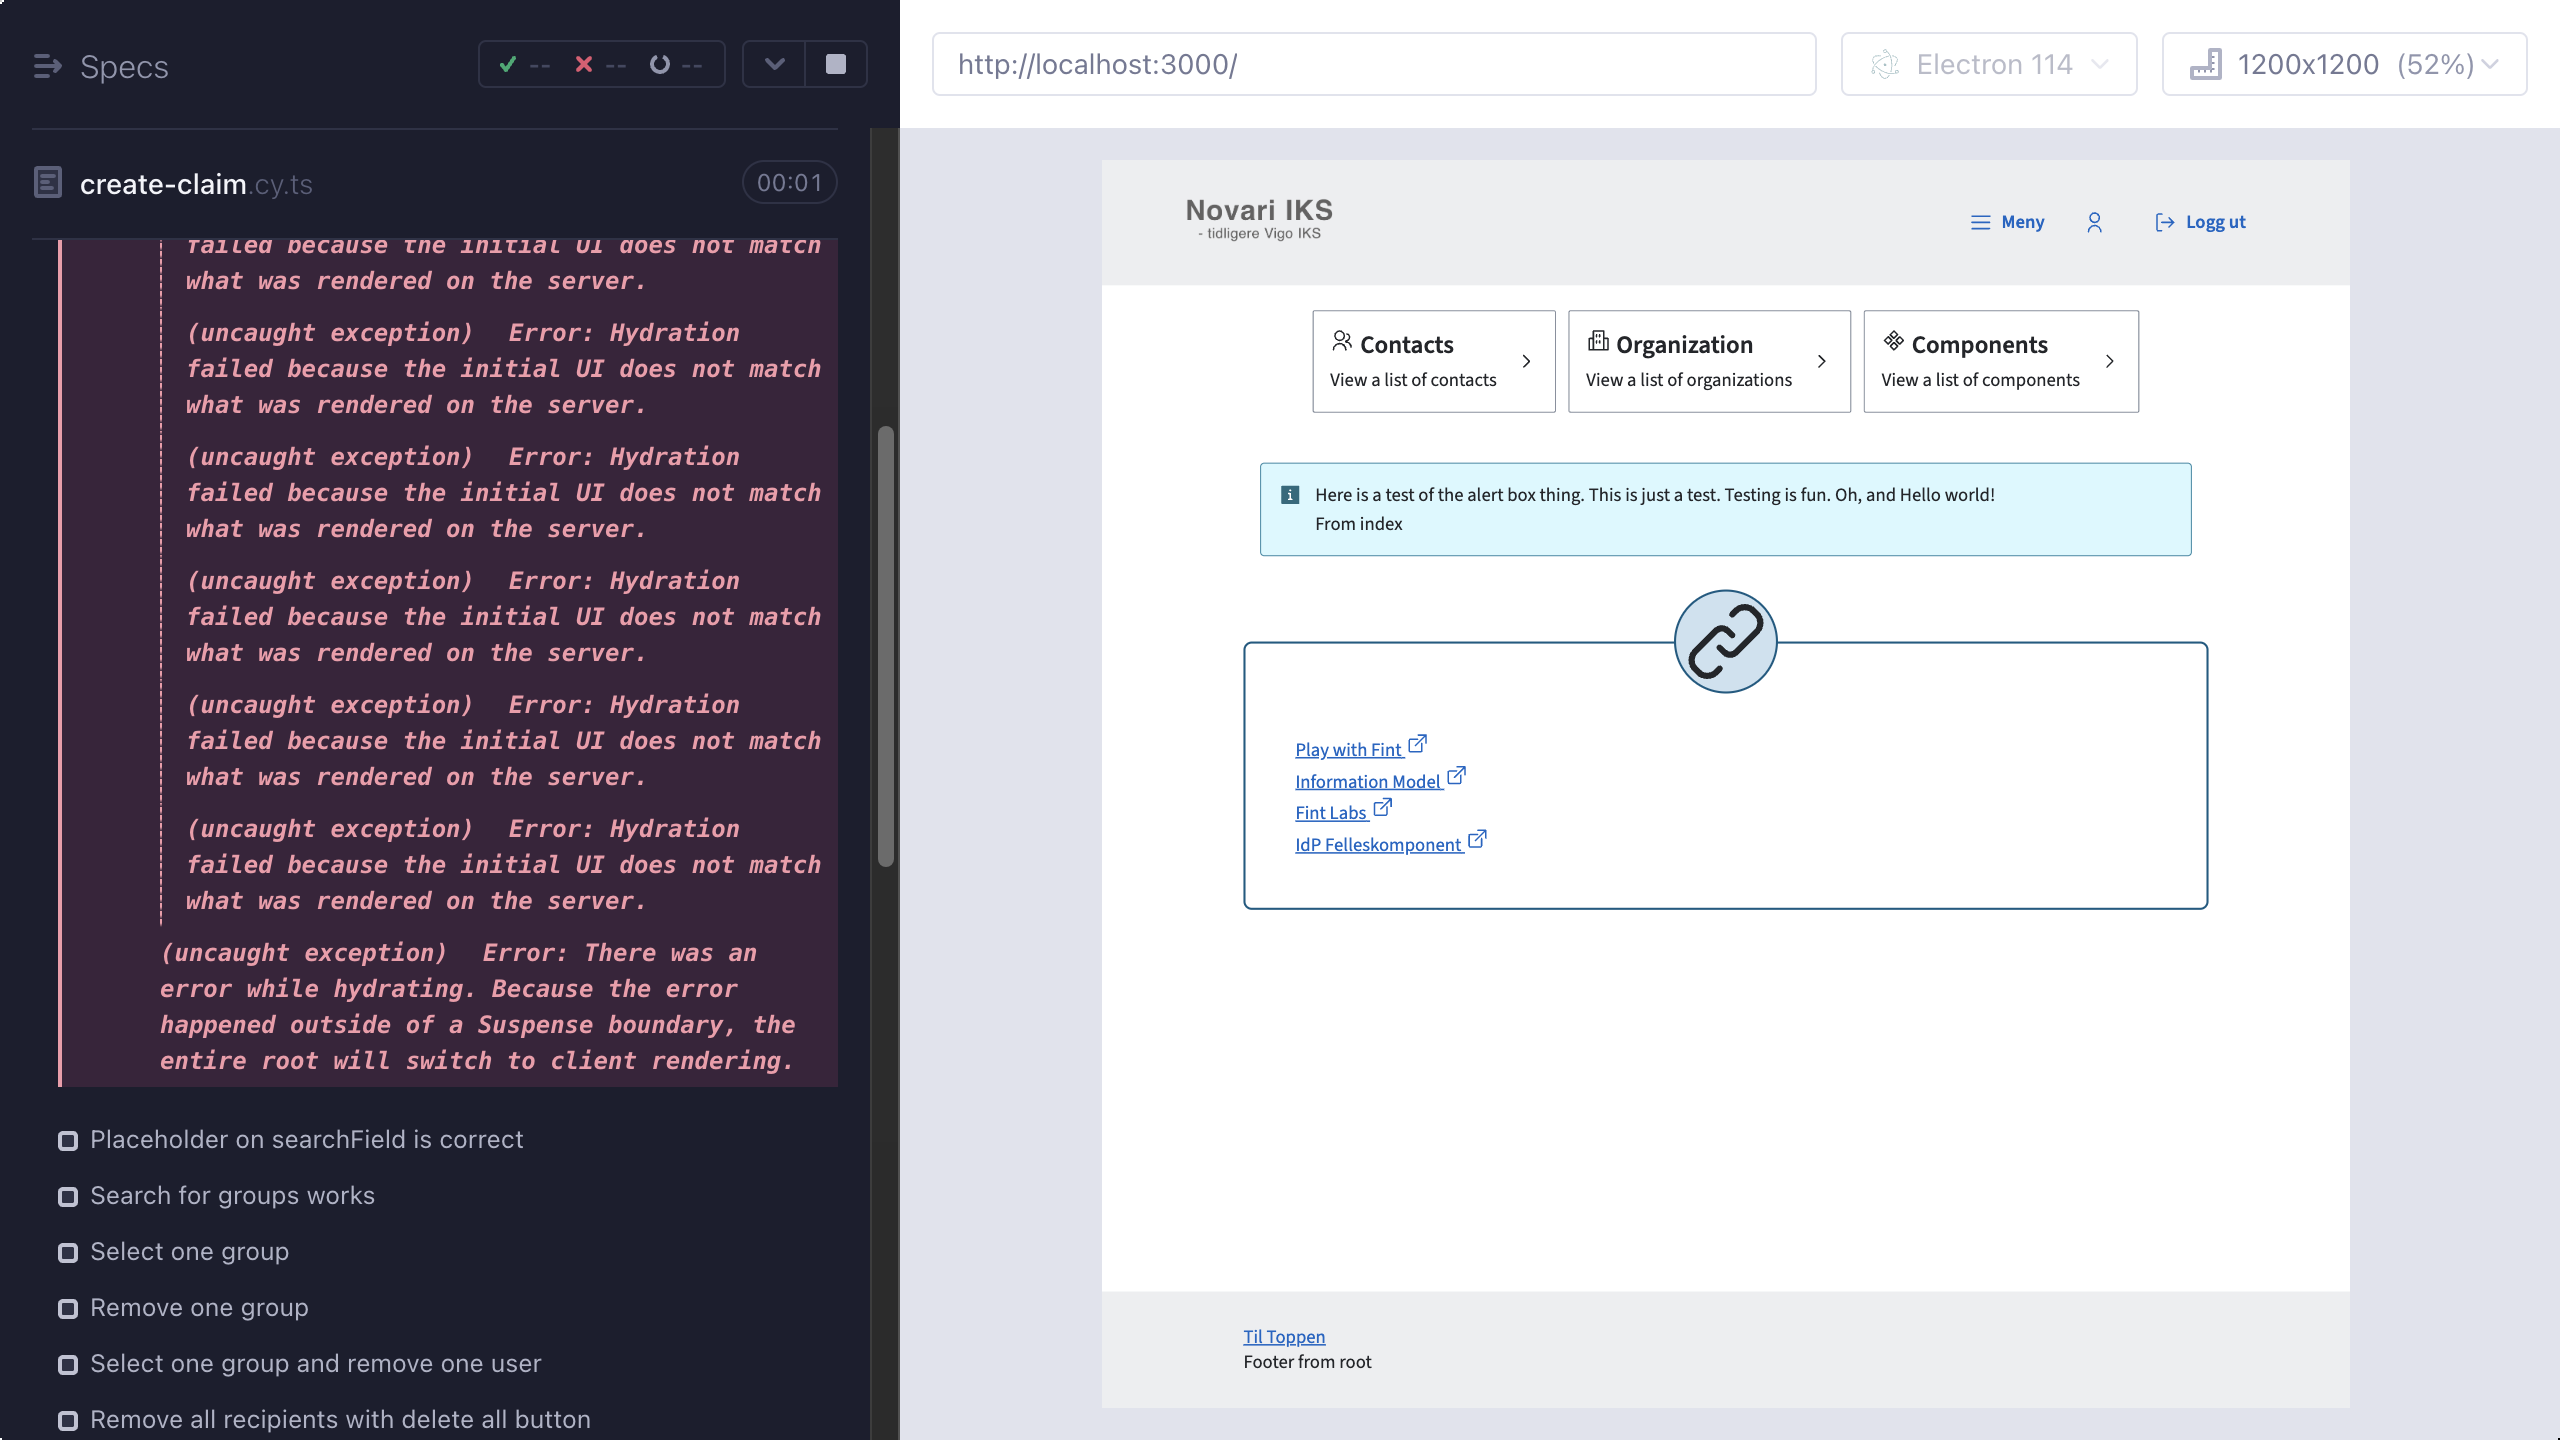 Specs
-- -- --
create-claim.cy.ts 00:01
failed because the initial UI does not match
what was rendered on the server.
(uncaught exception) Error: Hydration
failed because the initial UI does not match
what was rendered on the server.
(uncaught exception) Error: Hydration
failed because the initial UI does not match
what was rendered on the server.
(uncaught exception) Error: Hydration
failed because the initial UI does not match
what was rendered on the server.
(uncaught exception) Error: Hydration
failed because the initial UI does not match
what was rendered on the server.
(uncaught exception) Error: Hydration
failed because the initial UI does not match
what was rendered on the server.
(uncaught exception) Error: There was an
error while hydrating. Because the error
happened outside of a Suspense boundary, the
entire root will switch to client rendering.
Placeholder on searchField is correct
Search for groups works
Select one group
Remove one group
Select one group and remove one user
Remove all recipients with delete all button
http://localhost:3000/
Electron 114
1200x1200 (52%)
Novari IKS
- tidligere Vigo IKS
Meny
Logg ut
Contacts
View a list of contacts
Organization
View a list of organizations
Components
View a list of components
Here is a test of the alert box thing. This is just a test. Testing is fun. Oh, and Hello world!
From index
Play with Fint
Information Model
Fint Labs
IdP Felleskomponent
Til Toppen
Footer from root